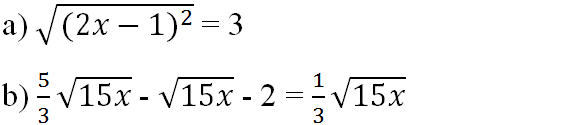 a) √((2x − 1)²) = 3
b) 5/3 √(15x) - √(15x) - 2 = 1/3 √(15x)